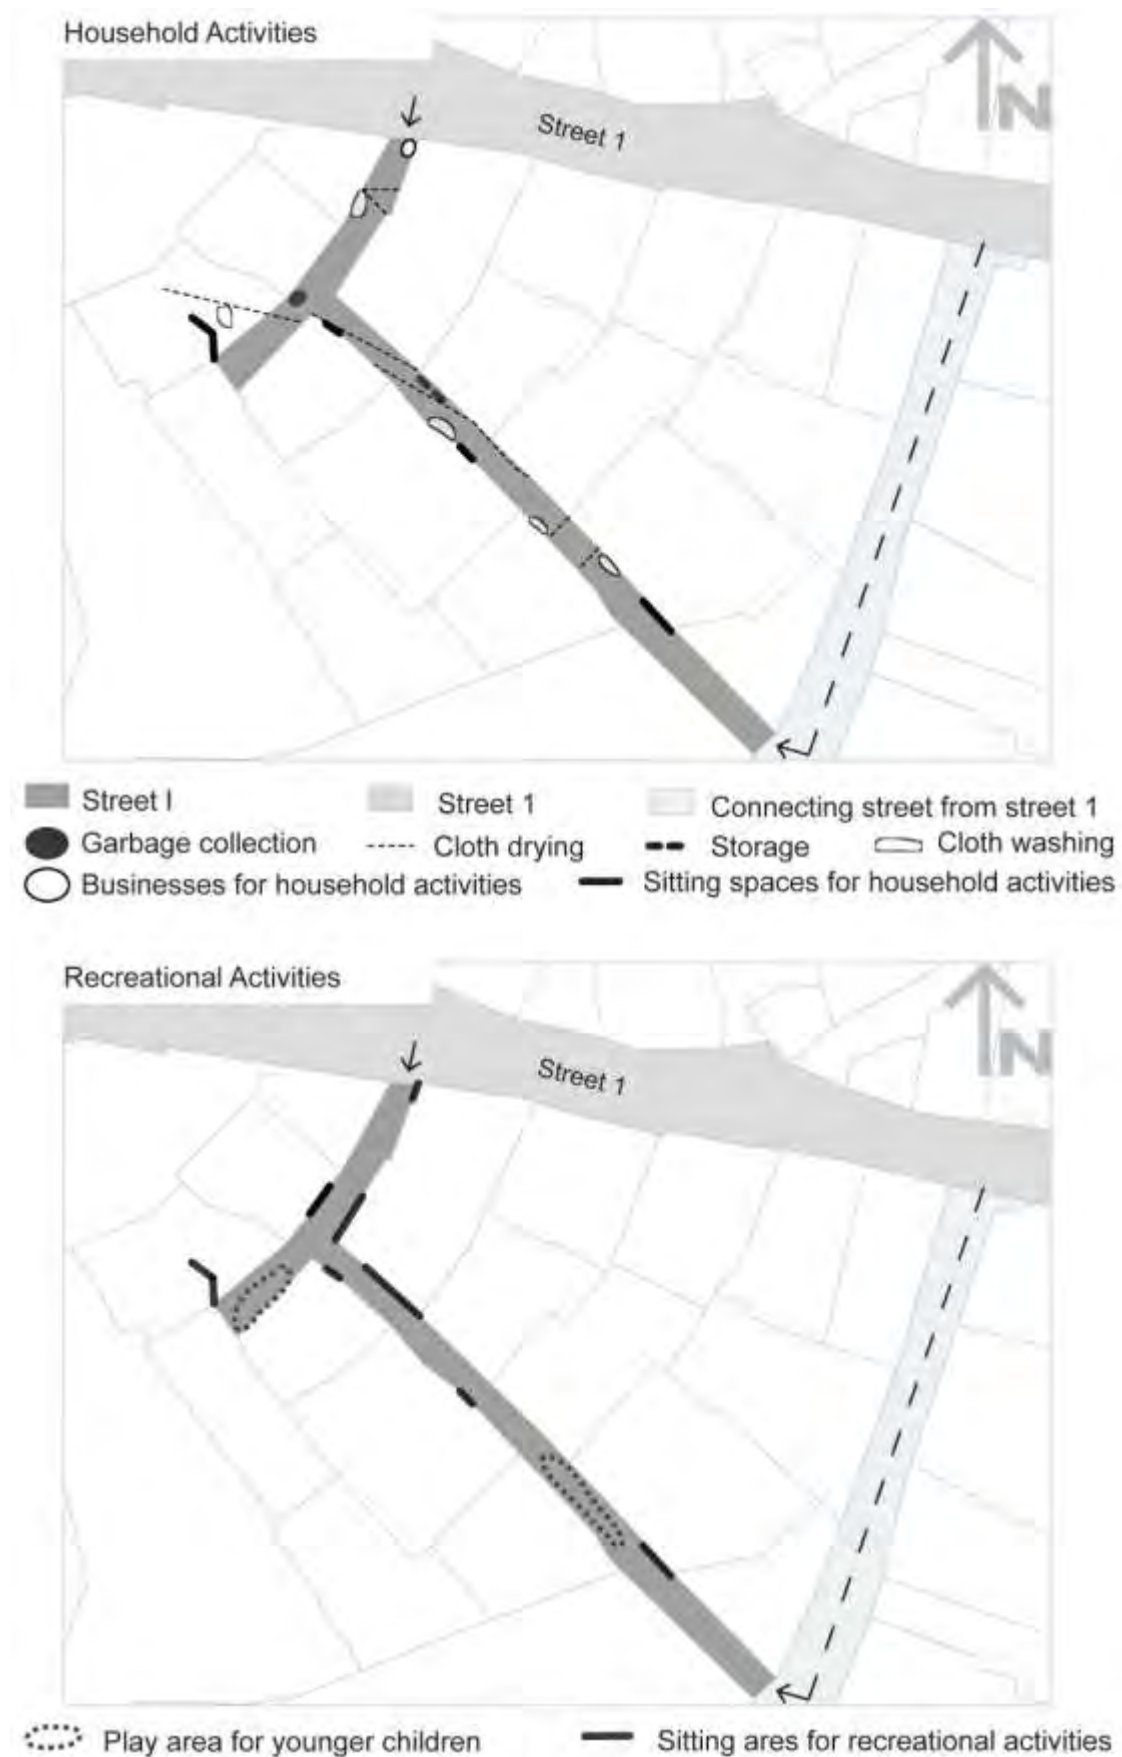 Household Activities
N
Street 1
Street I
Street 1
Connecting street from street 1
Garbage collection
Cloth drying
Storage
Cloth washing
Businesses for household activities
Sitting spaces for household activities
Recreational Activities
N
Street 1
Play area for younger children
Sitting ares for recreational activities